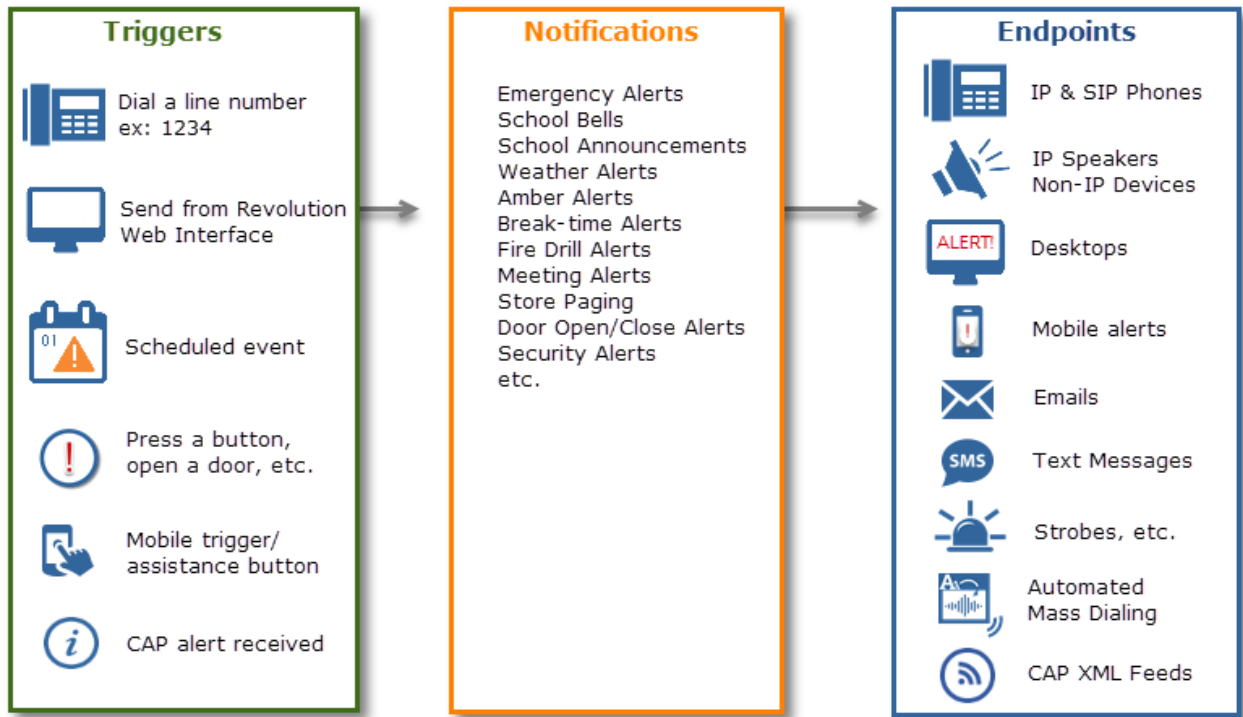 Triggers
Dial a line number
ex: 1234
Send from Revolution
Web Interface
01
Scheduled event
!
Press a button,
open a door, etc.
Mobile trigger/
assistance button
i
CAP alert received
Notifications
Emergency Alerts
School Bells
School Announcements
Weather Alerts
Amber Alerts
Break-time Alerts
Fire Drill Alerts
Meeting Alerts
Store Paging
Door Open/Close Alerts
Security Alerts
etc.
Endpoints
IP & SIP Phones
IP Speakers
Non-IP Devices
ALERT!
Desktops
!
Mobile alerts
Emails
SMS
Text Messages
Strobes, etc.
A
Automated
Mass Dialing
CAP XML Feeds